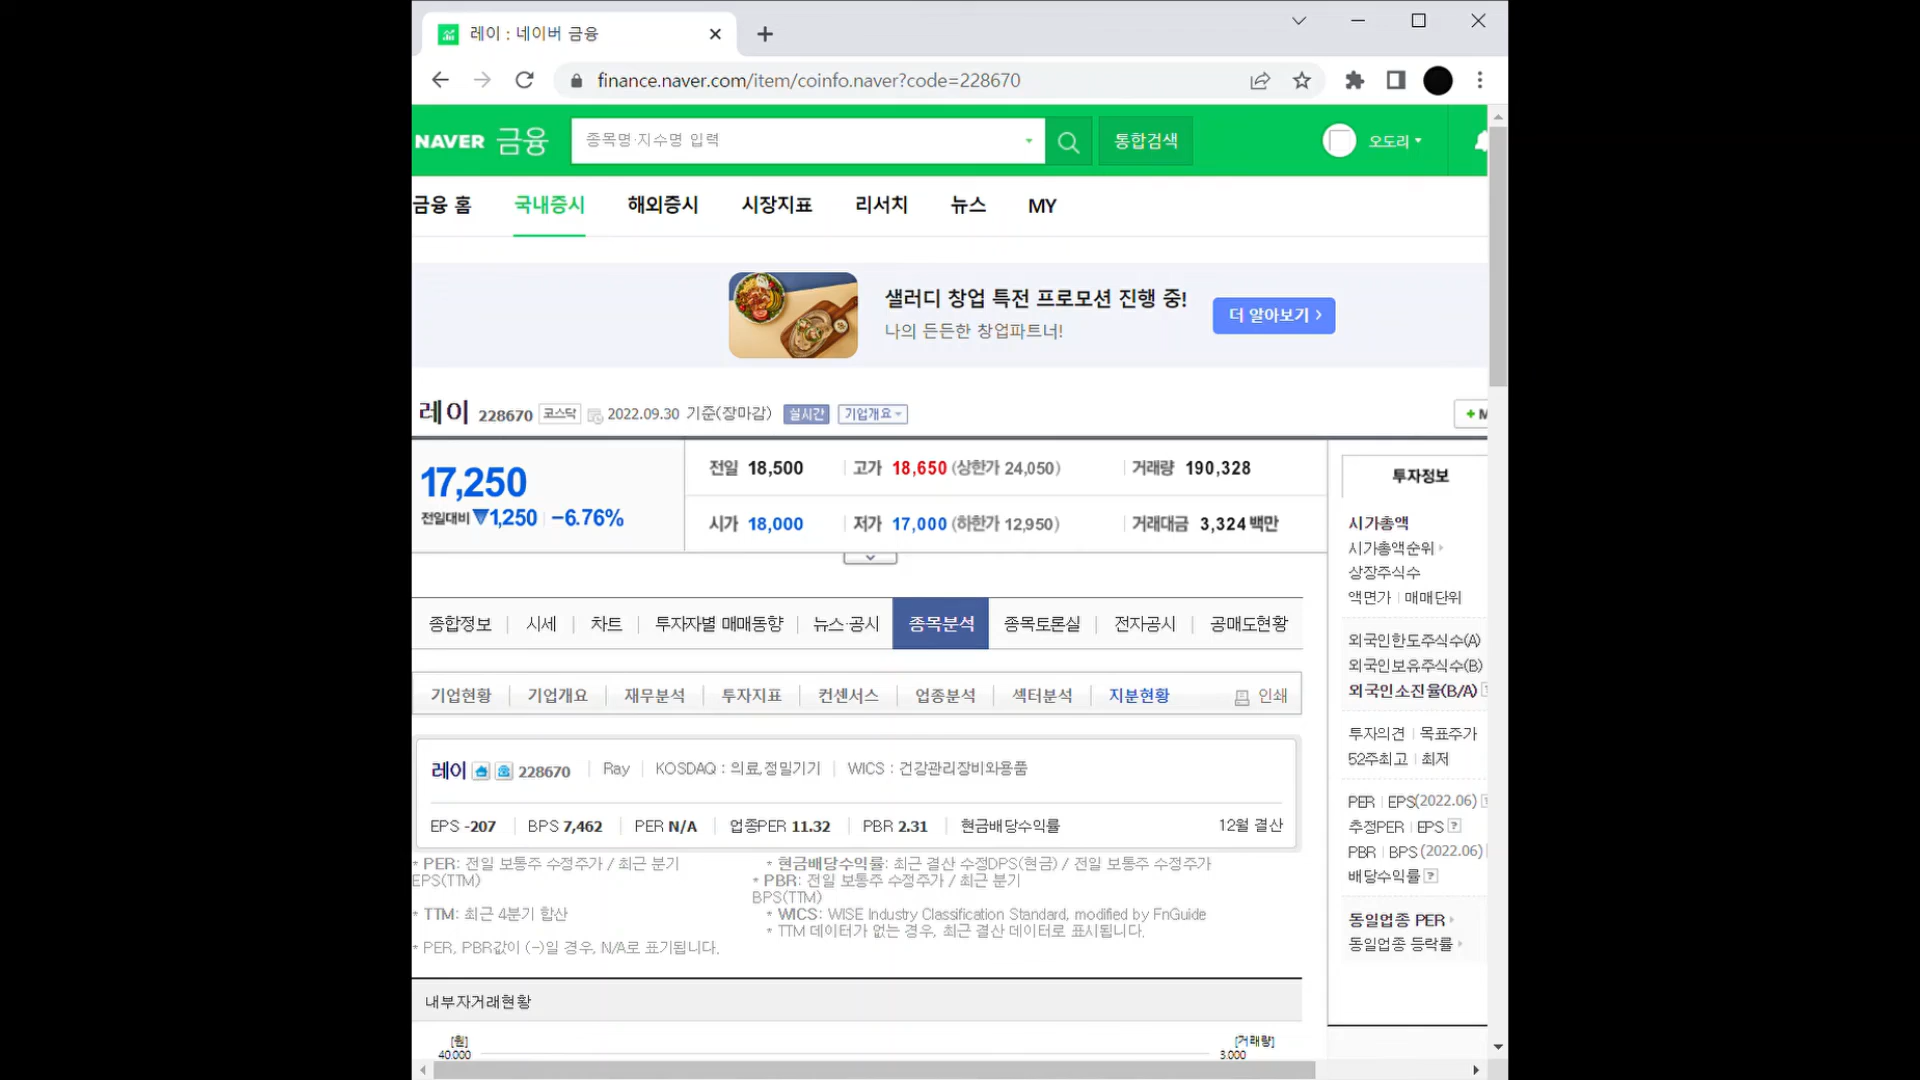 레이 : 네이버 금융
finance.naver.com/item/coinfo.naver?code=228670
NAVER 금융 종목명·지수명 입력 통합검색 오도리
금융 홈 국내증시 해외증시 시장지표 리서치 뉴스 MY
샐러디 창업 특전 프로모션 진행 중!
나의 든든한 창업파트너!
더 알아보기 >
레이 228670 코스닥 2022.09.30 기준(장마감) 실시간 기업개요
17,250
전일대비 ▼1,250 -6.76%
전일 18,500 고가 18,650 (상한가 24,050) 거래량 190,328
시가 18,000 저가 17,000 (하한가 12,950) 거래대금 3,324 백만
종합정보 시세 차트 투자자별 매매동향 뉴스·공시 종목분석 종목토론실 전자공시 공매도현황
기업현황 기업개요 재무분석 투자지표 컨센서스 업종분석 섹터분석 지분현황 인쇄
레이 228670 Ray KOSDAQ : 의료,정밀기기 WICS : 건강관리장비와용품
EPS -207 BPS 7,462 PER N/A 업종PER 11.32 PBR 2.31 현금배당수익률 12월 결산
* PER: 전일 보통주 수정주가 / 최근 분기
EPS(TTM)
* TTM: 최근 4분기 합산
* PER, PBR값이 (-)일 경우, N/A로 표기됩니다.
* 현금배당수익률: 최근 결산 수정DPS(현금) / 전일 보통주 수정주가
* PBR: 전일 보통주 수정주가 / 최근 분기
BPS(TTM)
* WICS: WISE Industry Classification Standard, modified by FnGuide
* TTM 데이터가 없는 경우, 최근 결산 데이터로 표시됩니다.
내부자거래현황
[원] [거래량]
40,000 3,000
투자정보
시가총액
시가총액순위
상장주식수
액면가 매매단위
외국인한도주식수(A)
외국인보유주식수(B)
외국인소진율(B/A)
투자의견 목표주가
52주최고 최저
PER EPS(2022.06)
추정PER EPS ?
PBR BPS (2022.06)
배당수익률 ?
동일업종 PER
동일업종 등락률